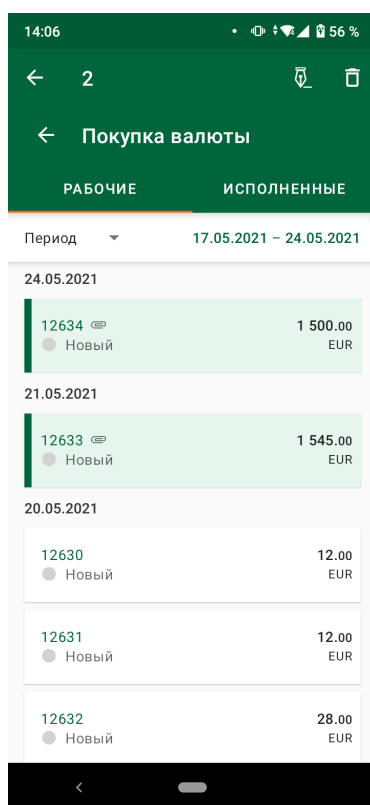 14:06
56 %
2
Покупка валюты
РАБОЧИЕ
ИСПОЛНЕННЫЕ
Период
17.05.2021 – 24.05.2021
24.05.2021
12634
1 500.00
Новый
EUR
21.05.2021
12633
1 545.00
Новый
EUR
20.05.2021
12630
12.00
Новый
EUR
12631
12.00
Новый
EUR
12632
28.00
Новый
EUR